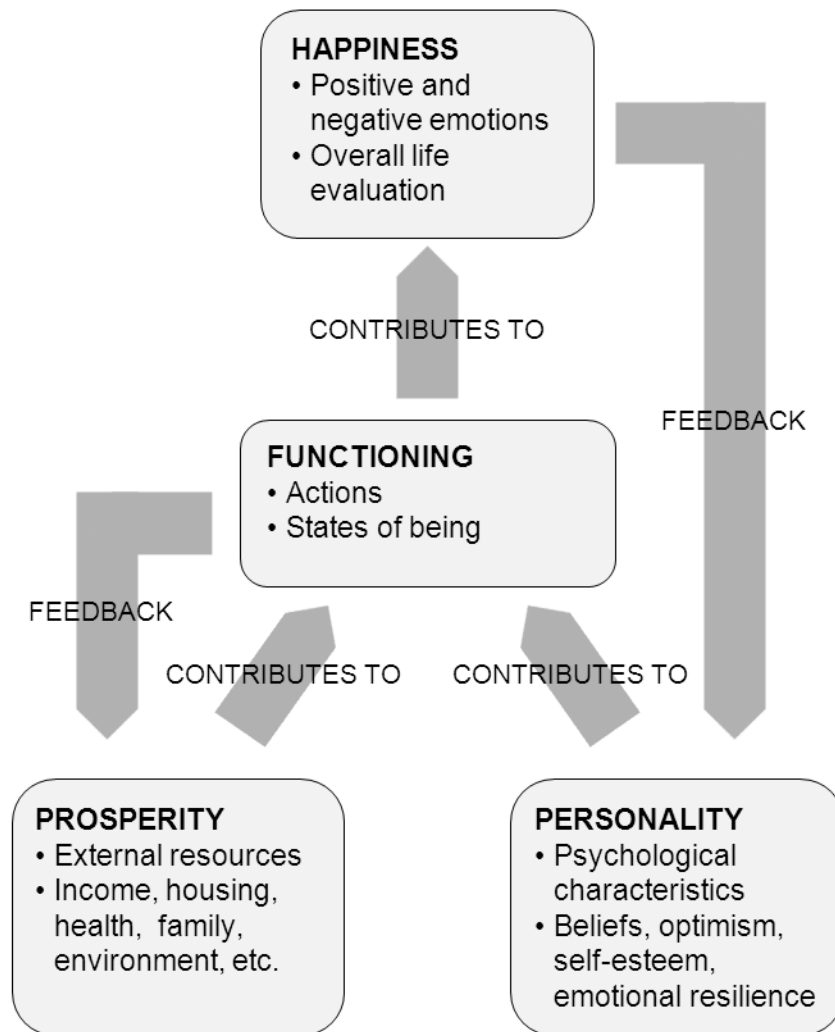 HAPPINESS
• Positive and
negative emotions
• Overall life
evaluation
CONTRIBUTES TO
FEEDBACK
FUNCTIONING
• Actions
• States of being
FEEDBACK
CONTRIBUTES TO
CONTRIBUTES TO
PROSPERITY
• External resources
• Income, housing,
health, family,
environment, etc.
PERSONALITY
• Psychological
characteristics
• Beliefs, optimism,
self-esteem,
emotional resilience